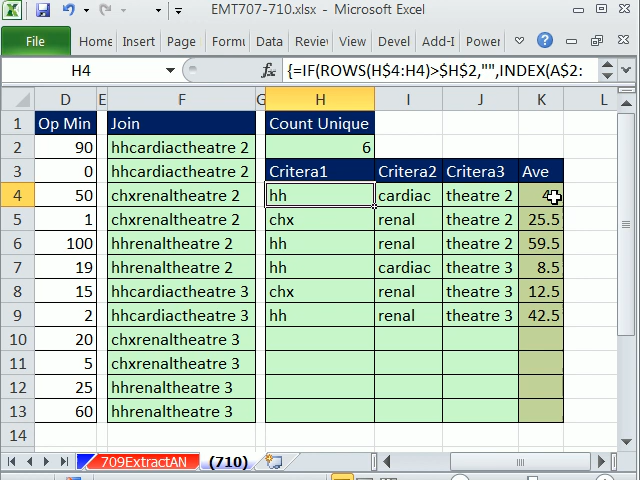 EMT707-710.xlsx - Microsoft Excel
File Home Insert Page Formu Data Review View Devel Add-I Power
H4 fx {=IF(ROWS(H$4:H4)>$H$2,"",INDEX(A$2:
D E F G H I J K L
1 Op Min Join Count Unique
2 90 hhcardiactheatre 2 6
3 0 hhcardiactheatre 2 Critera1 Critera2 Critera3 Ave
4 50 chxrenaltheatre 2 hh cardiac theatre 2 4
5 1 chxrenaltheatre 2 chx renal theatre 2 25.5
6 100 hhrenaltheatre 2 hh renal theatre 2 59.5
7 19 hhrenaltheatre 2 hh cardiac theatre 3 8.5
8 15 hhcardiactheatre 3 chx renal theatre 3 12.5
9 2 hhcardiactheatre 3 hh renal theatre 3 42.5
10 20 chxrenaltheatre 3
11 5 chxrenaltheatre 3
12 25 hhrenaltheatre 3
13 60 hhrenaltheatre 3
14
709ExtractAN (710)